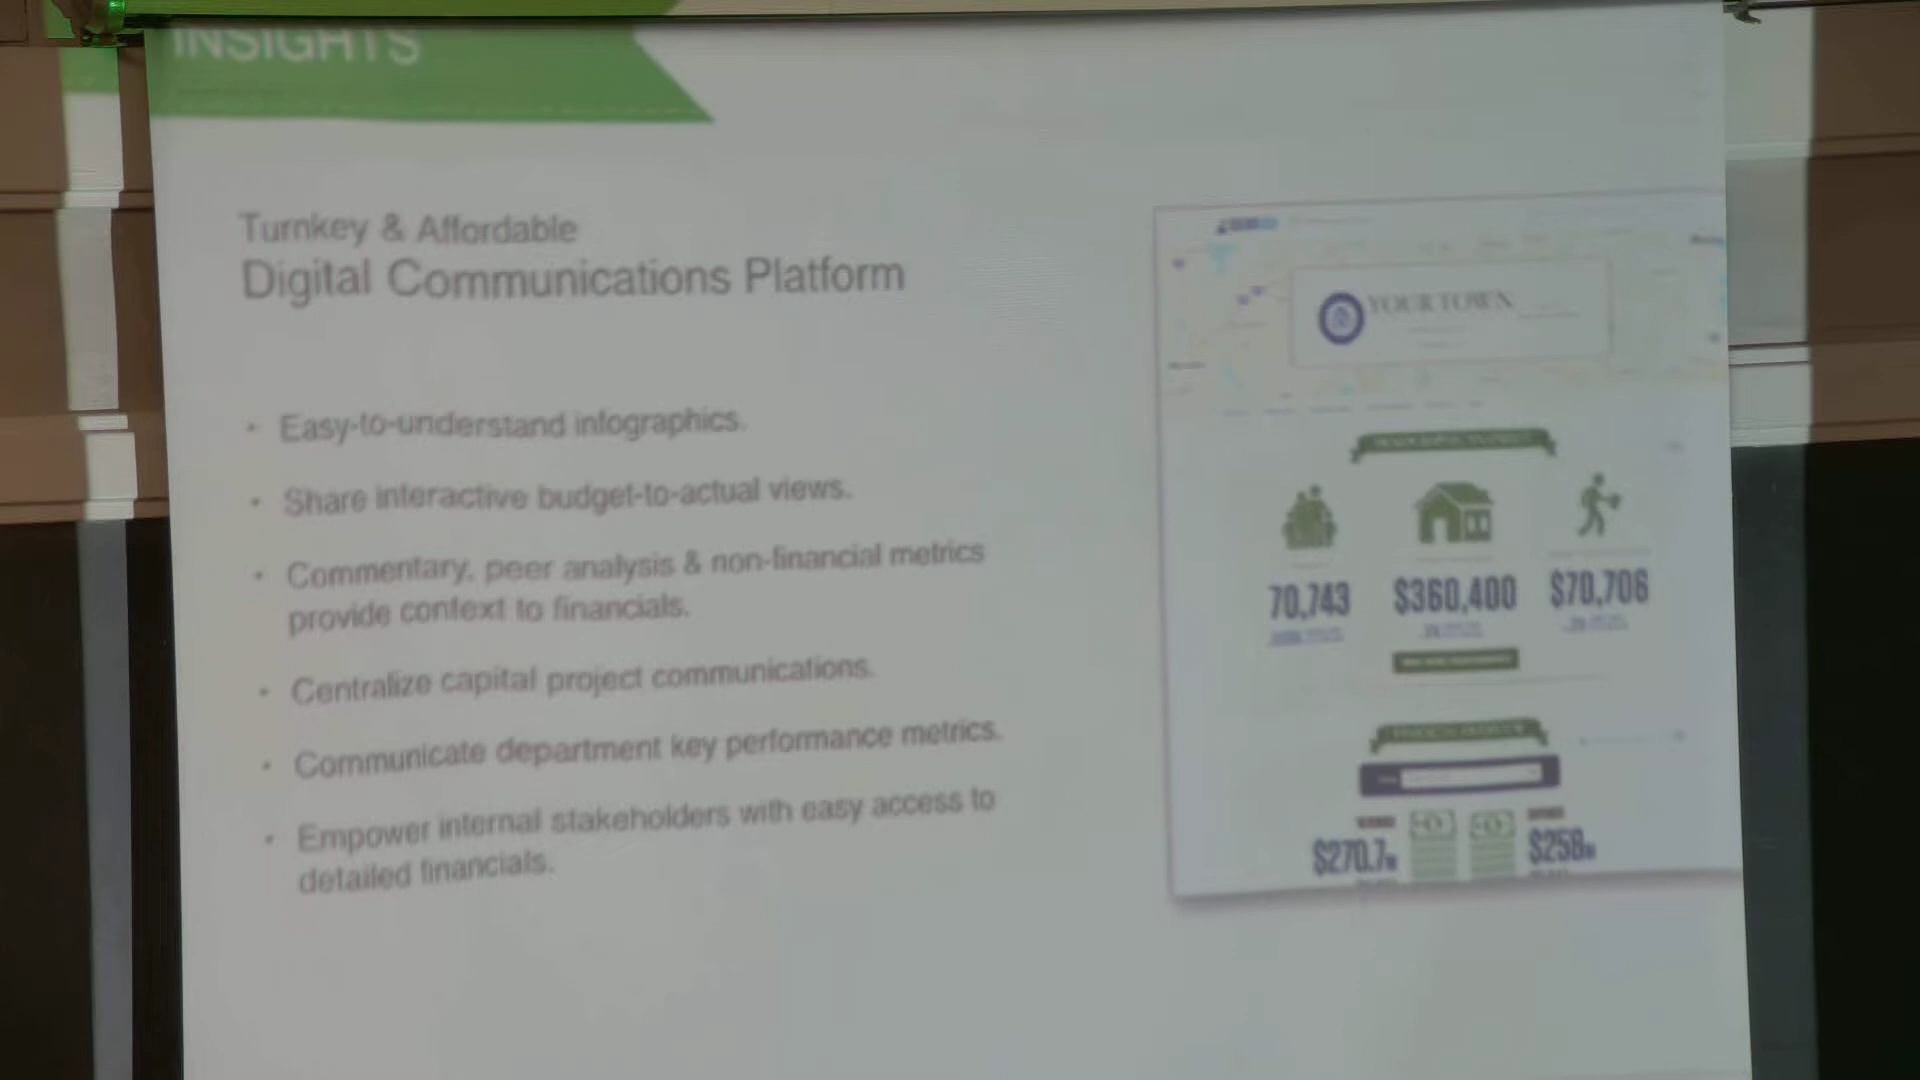 INSIGHTS
Turnkey & Affordable
Digital Communications Platform
• Easy-to-understand infographics.
• Share interactive budget-to-actual views.
• Commentary, peer analysis & non-financial metrics
provide context to financials.
• Centralize capital project communications.
• Communicate department key performance metrics.
• Empower internal stakeholders with easy access to
detailed financials.
YOUR TOWN
70,743 $360,400 $70,706
$270.7M $258M